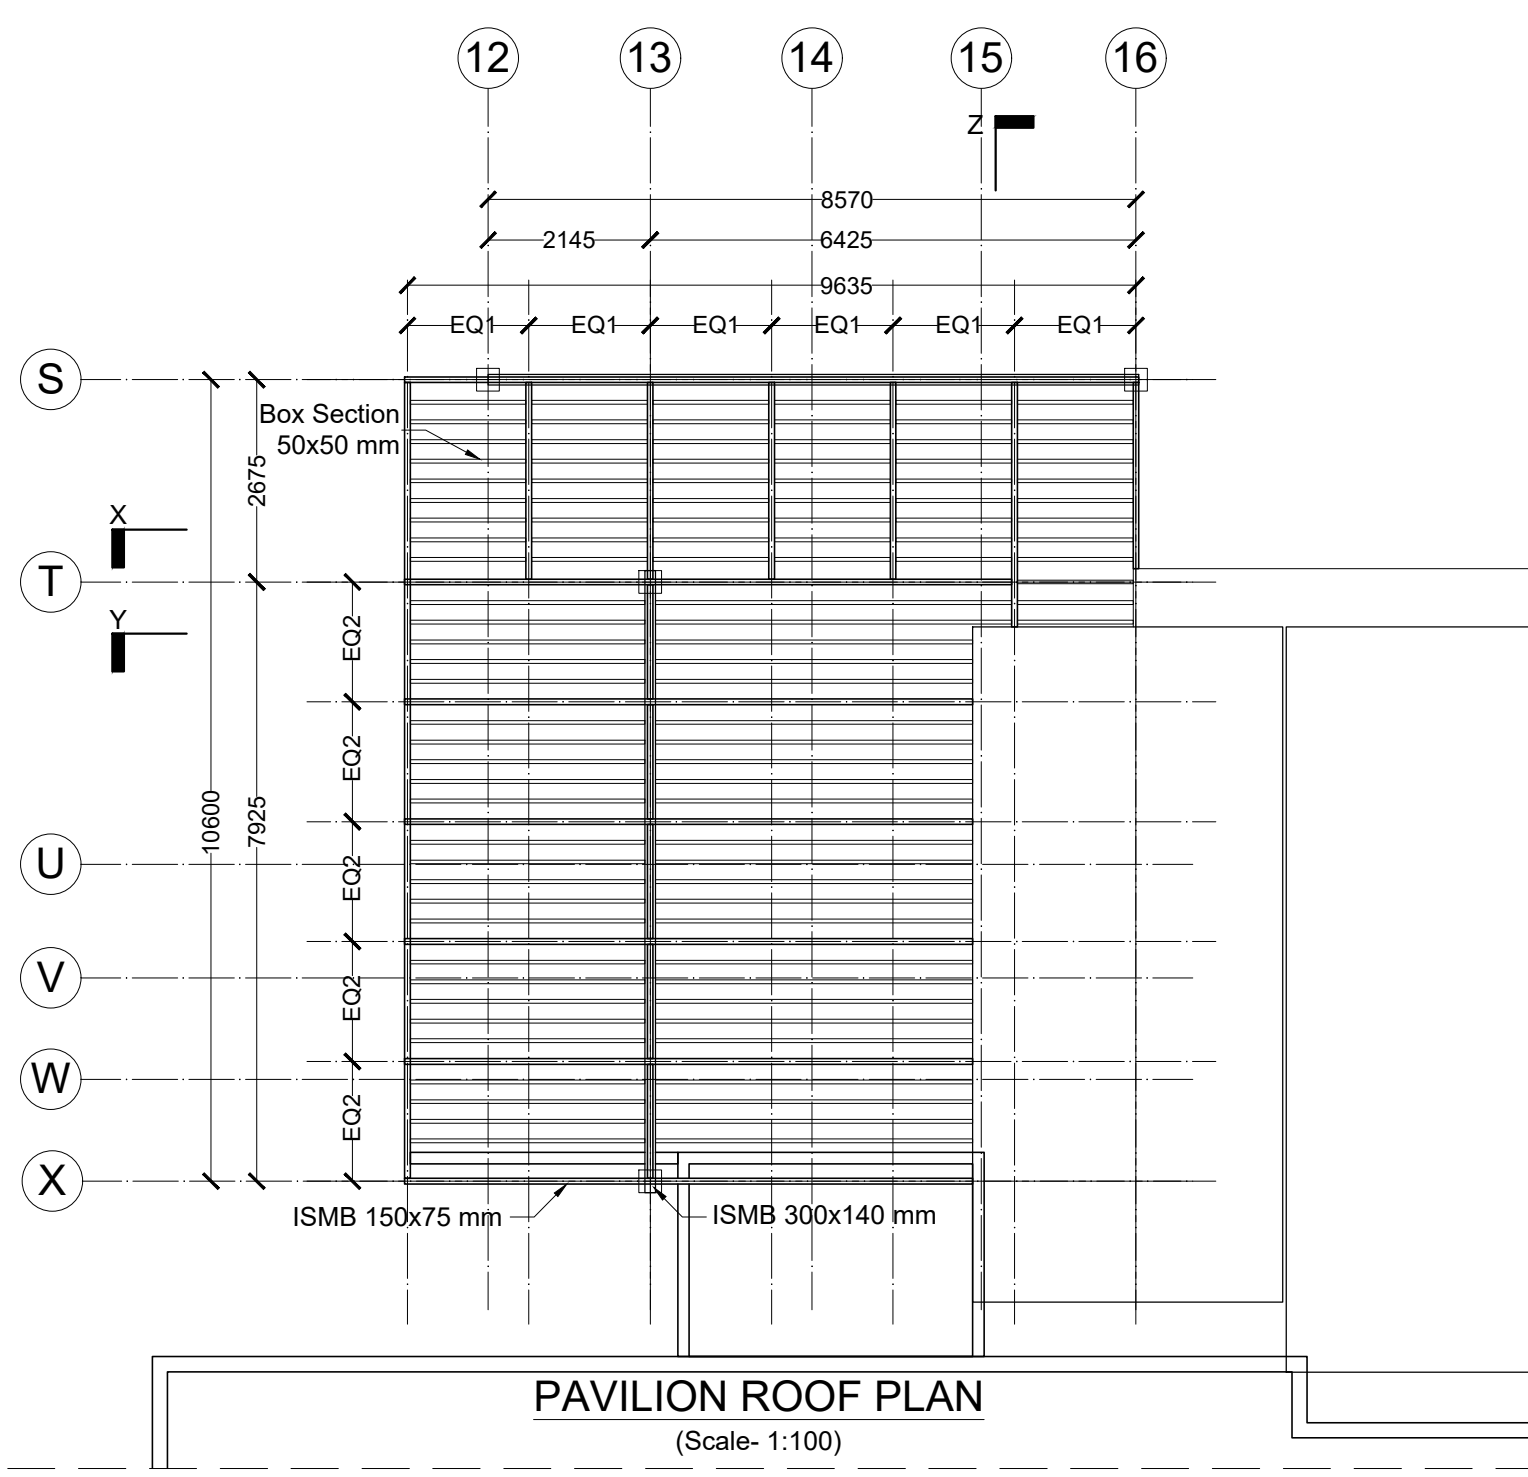 12 13 14 15 16
Z
8570
2145 6425
9635
EQ1 EQ1 EQ1 EQ1 EQ1 EQ1
S
Box Section
50x50 mm
2675
X
T
Y
EQ2
EQ2
10600
7925
U
EQ2
V
EQ2
W
EQ2
X
ISMB 150x75 mm
ISMB 300x140 mm
PAVILION ROOF PLAN
(Scale- 1:100)